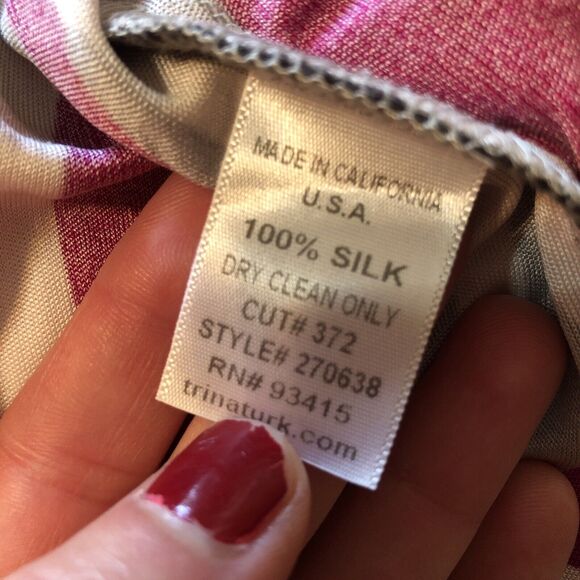 MADE IN CALIFORNIA
U.S.A.
100% SILK
DRY CLEAN ONLY
CUT# 372
STYLE# 270638
RN# 93415
trinaturk.com